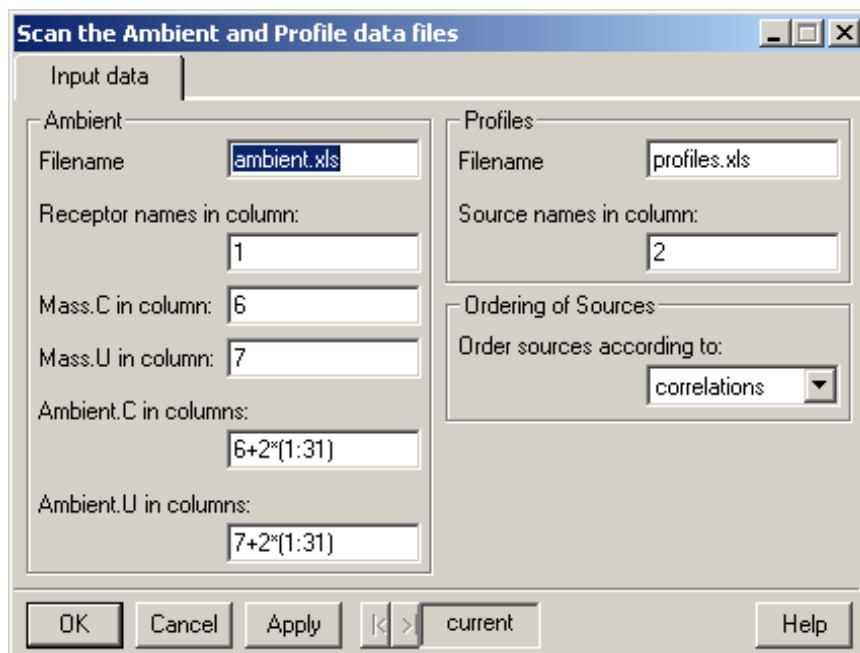 Scan the Ambient and Profile data files
Input data
Ambient
Filename ambient.xls
Receptor names in column:
1
Mass.C in column: 6
Mass.U in column: 7
Ambient.C in columns:
6+2*(1:31)
Ambient.U in columns:
7+2*(1:31)
Profiles
Filename profiles.xls
Source names in column:
2
Ordering of Sources
Order sources according to:
correlations
OK Cancel Apply |< >| current Help